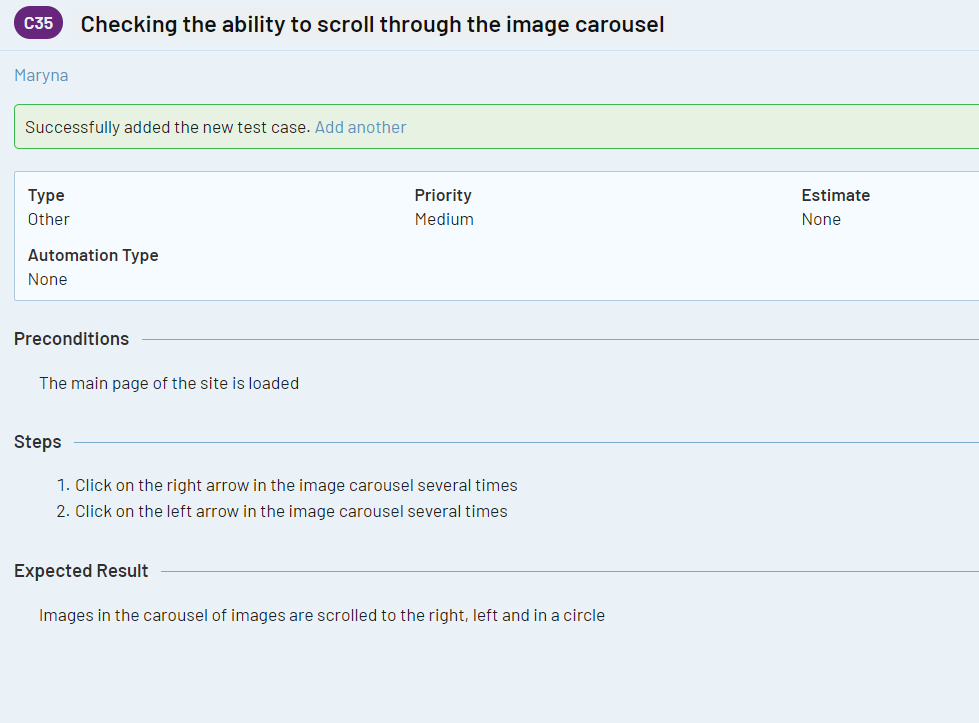 C35 Checking the ability to scroll through the image carousel
Maryna
Successfully added the new test case. Add another
Type Priority Estimate
Other Medium None
Automation Type
None
Preconditions
The main page of the site is loaded
Steps
1. Click on the right arrow in the image carousel several times
2. Click on the left arrow in the image carousel several times
Expected Result
Images in the carousel of images are scrolled to the right, left and in a circle